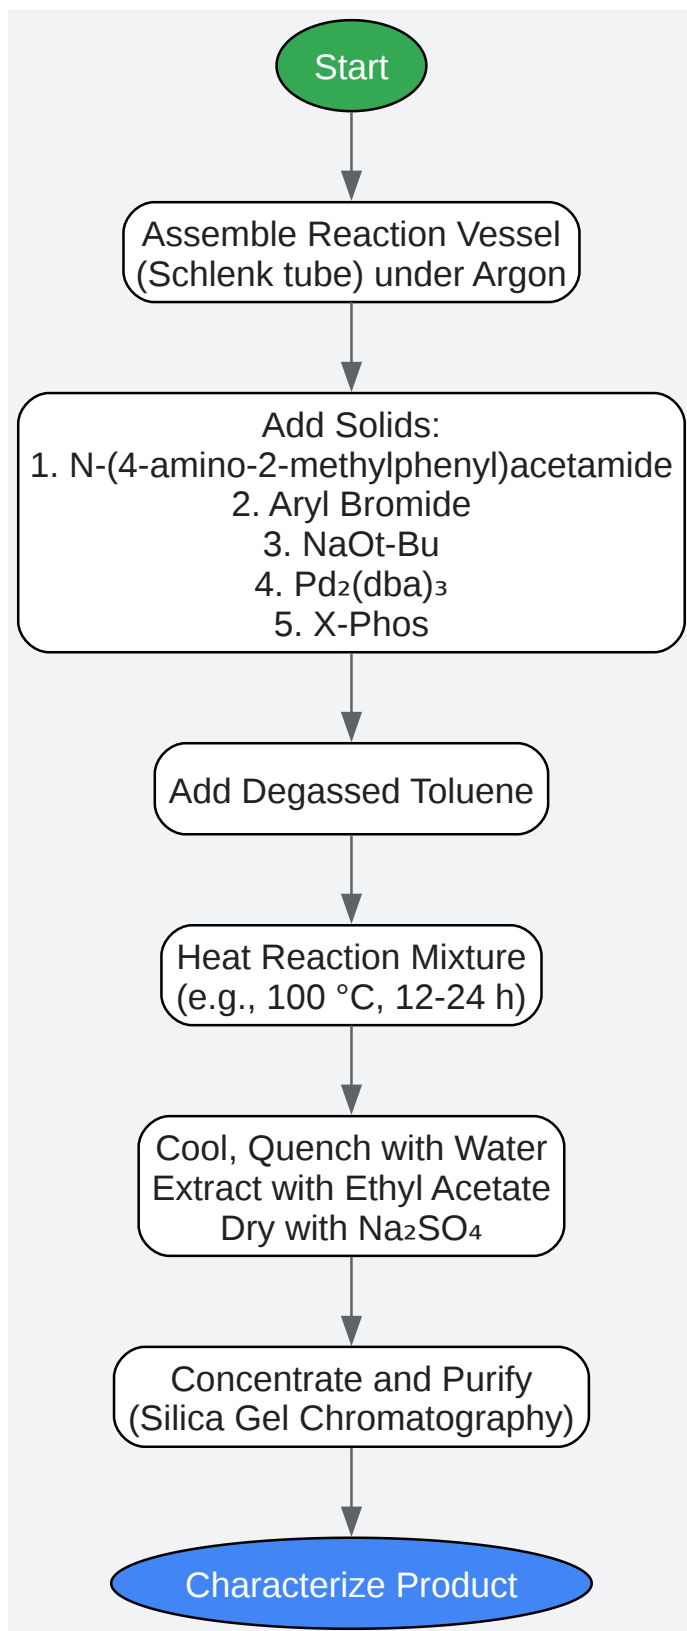 Start
Assemble Reaction Vessel
(Schlenk tube) under Argon
Add Solids:
1. N-(4-amino-2-methylphenyl)acetamide
2. Aryl Bromide
3. NaOt-Bu
4. Pd₂(dba)₃
5. X-Phos
Add Degassed Toluene
Heat Reaction Mixture
(e.g., 100 °C, 12-24 h)
Cool, Quench with Water
Extract with Ethyl Acetate
Dry with Na₂SO₄
Concentrate and Purify
(Silica Gel Chromatography)
Characterize Product